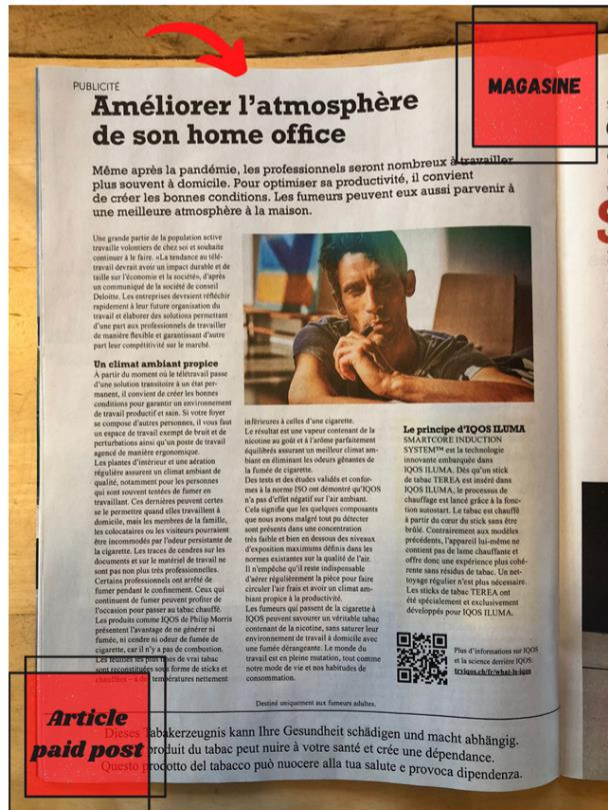 PUBLICITÉ
Améliorer l'atmosphère
de son home office
MAGASINE
Même après la pandémie, les professionnels seront nombreux à travailler
plus souvent à domicile. Pour optimiser sa productivité, il convient
de créer les bonnes conditions. Les fumeurs peuvent eux aussi parvenir à
une meilleure atmosphère à la maison.
Une grande partie de la population active
travaille volontiers de chez soi et souhaite
continuer à le faire. «La tendance au télé-
travail devrait avoir un impact durable et de
taille sur l'économie et la société», d'après
un communiqué de la société de conseil
Deloitte. Les entreprises devraient réfléchir
rapidement à leur future organisation du
travail et élaborer des solutions permettant
d'une part aux professionnels de travailler
de manière flexible et garantissant d'autre
part leur compétitivité sur le marché.
Un climat ambiant propice
A partir du moment où le télétravail passe
d'une solution transitoire à un état per-
manent, il convient de créer les bonnes
conditions pour garantir un environnement
de travail productif et sain. Si votre foyer
se compose d'autres personnes, il vous faut
un espace de travail exempt de bruit et de
perturbations ainsi qu'un poste de travail
agencé de manière ergonomique.
Les plantes d'intérieur et une aération
régulière assurent un climat ambiant de
qualité, notamment pour les personnes
qui sont souvent tentées de fumer en
travaillant. Ces dernières peuvent certes
se le permettre quand elles travaillent à
domicile, mais les membres de la famille,
les colocataires ou les visiteurs pourraient
être incommodés par l'odeur persistante de
la cigarette. Les traces de cendres sur les
documents et sur le matériel de travail ne
sont pas non plus très professionnelles.
Certains professionnels ont arrêté de
fumer pendant le confinement. Ceux qui
continuent de fumer peuvent profiter de
l'occasion pour passer au tabac chauffé.
Les produits comme IQOS de Philip Morris
présentent l'avantage de ne générer ni
fumée, ni cendre ni odeur de fumée de
cigarette, car il n'y a pas de combustion.
Les feuilles les plus fines de vrai tabac
sont reconstituées sous forme de sticks et
chauffées – à des températures nettement
inférieures à celles d'une cigarette.
Le résultat est une vapeur contenant de la
nicotine au goût et à l'arôme parfaitement
équilibrés assurant un meilleur climat am-
biant en éliminant les odeurs gênantes de
la fumée de cigarette.
Des tests et des études validés et confor-
mes à la norme ISO ont démontré qu'IQOS
n'a pas d'effet négatif sur l'air ambiant.
Cela signifie que les quelques composants
que nous avons malgré tout pu détecter
sont présents dans une concentration
très faible et bien en dessous des niveaux
d'exposition maximums définis dans les
normes existantes sur la qualité de l'air.
Il n'empêche qu'il reste indispensable
d'aérer régulièrement la pièce pour faire
circuler l'air frais et avoir un climat am-
biant propice à la productivité.
Les fumeurs qui passent de la cigarette à
IQOS peuvent savourer un véritable tabac
contenant de la nicotine, sans saturer leur
environnement de travail à domicile avec
une fumée dérangeante. Le monde du
travail est en pleine mutation, tout comme
notre mode de vie et nos habitudes de
consommation.
Le principe d'IQOS ILUMA
SMARTCORE INDUCTION
SYSTEM™ est la technologie
innovante embarquée dans
IQOS ILUMA. Dès qu'un stick
de tabac TEREA est inséré dans
IQOS ILUMA, le processus de
chauffage est lancé grâce à la fonc-
tion autostart. Le tabac est chauffé
à partir du cœur du stick sans être
brûlé. Contrairement aux modèles
précédents, l'appareil lui-même ne
contient pas de lame chauffante et
offre donc une expérience plus cohé-
rente sans résidus de tabac. Un net-
toyage régulier n'est plus nécessaire.
Les sticks de tabac TEREA ont
été spécialement et exclusivement
développés pour IQOS ILUMA.
Plus d'informations sur IQOS
et la science derrière IQOS:
fr.iqos.ch/fr/what-is-iqos
Destiné uniquement aux fumeurs adultes.
Article
paid post
Dieses Tabakerzeugnis kann Ihre Gesundheit schädigen und macht abhängig.
produit du tabac peut nuire à votre santé et crée une dépendance.
Questo prodotto del tabacco può nuocere alla tua salute e provoca dipendenza.